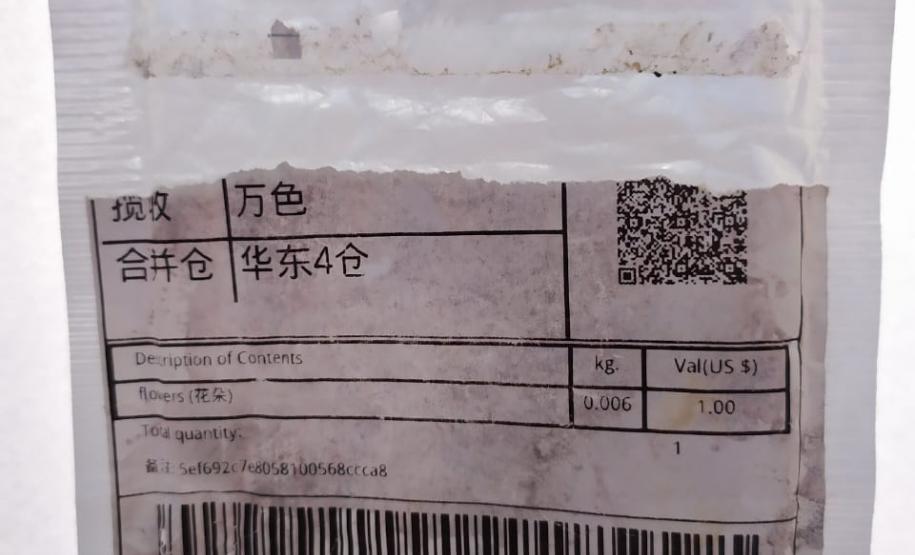 揽收 万色
合并仓 华东4仓
Description of Contents kg. Val(US $)
flowers (花朵) 0.006 1.00
Total quantity: 1
备注: 5ef692c7e8058100568ccca8